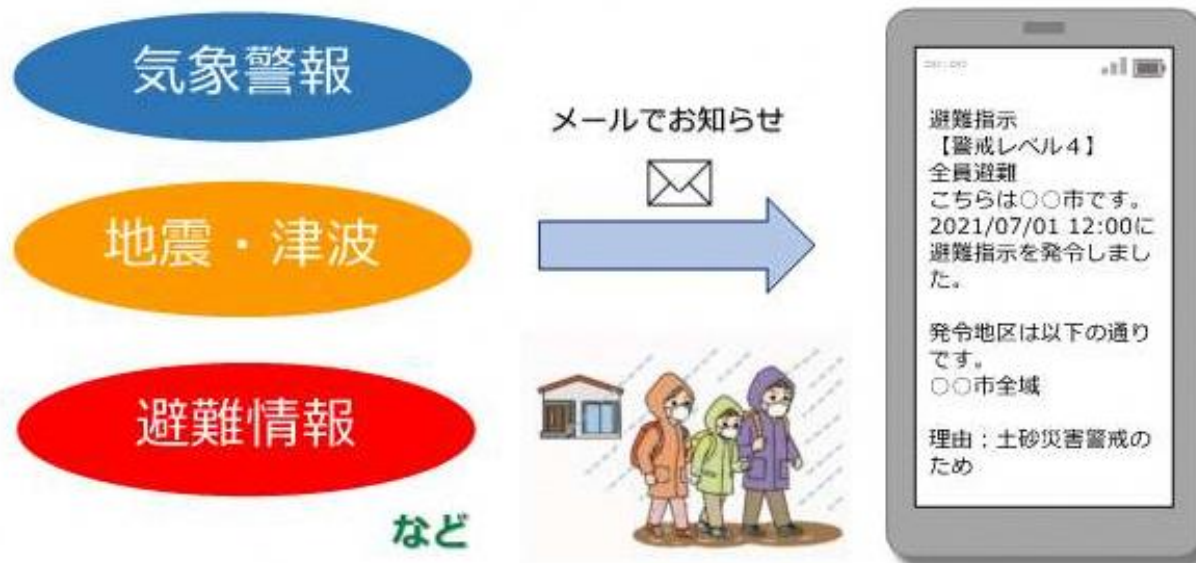 気象警報
地震・津波
避難情報
など
メールでお知らせ
避難指示
【警戒レベル４】
全員避難
こちらは○○市です。
2021/07/01 12:00に
避難指示を発令しまし
た。
発令地区は以下の通り
です。
○○市全域
理由：土砂災害警戒の
ため